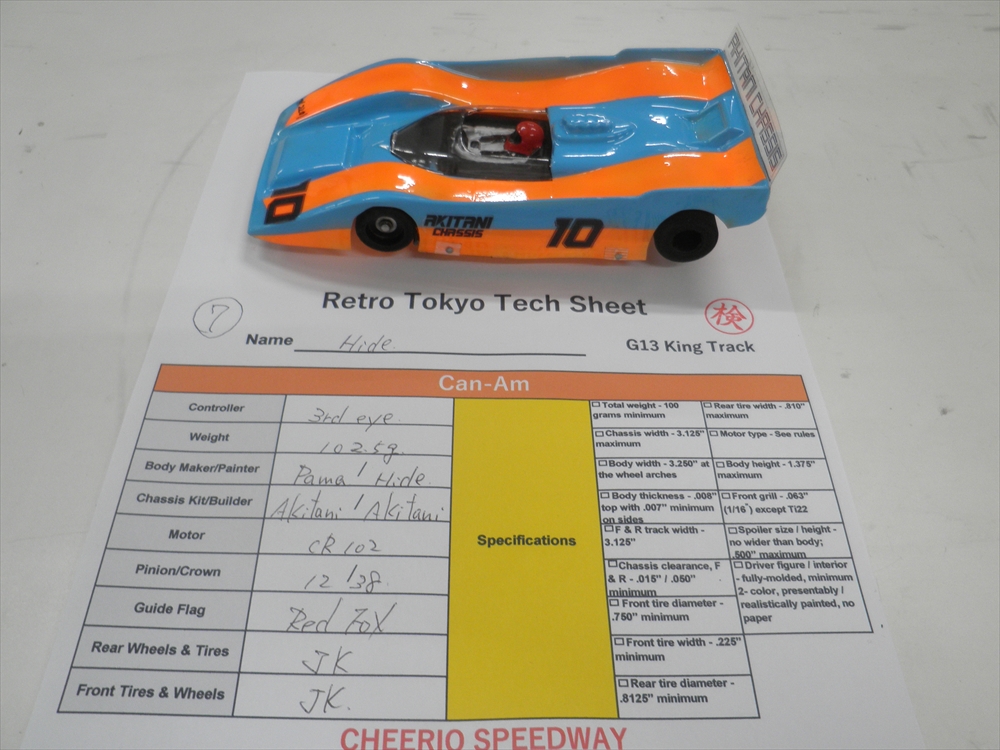 AKITANI CHASSIS
10
AKITANI
CHASSIS
10
Retro Tokyo Tech Sheet
7
検
Name Hide
G13 King Track
Can-Am
Controller 3rd eye.
Weight 102.5g.
Body Maker/Painter Pama / Hide
Chassis Kit/Builder Akitani / Akitani
Motor CR 102
Pinion/Crown 12 / 38.
Guide Flag Red Fox
Rear Wheels & Tires JK
Front Tires & Wheels JK.
Specifications
Total weight - 100
grams minimum
Chassis width - 3.125"
maximum
Body width - 3.250" at
the wheel arches
Body thickness - .008"
top with .007" minimum
on sides
F & R track width -
3.125"
Chassis clearance, F
& R - .015" / .050"
minimum
Front tire diameter -
.750" minimum
Front tire width - .225"
minimum
Rear tire diameter -
.8125" minimum
Rear tire width - .810"
maximum
Motor type - See rules
Body height - 1.375"
maximum
Front grill - .063"
(1/16") except Ti22
Spoiler size / height -
no wider than body;
.500" maximum
Driver figure / interior
- fully-molded, minimum
2- color, presentably /
realistically painted, no
paper
CHEERIO SPEEDWAY